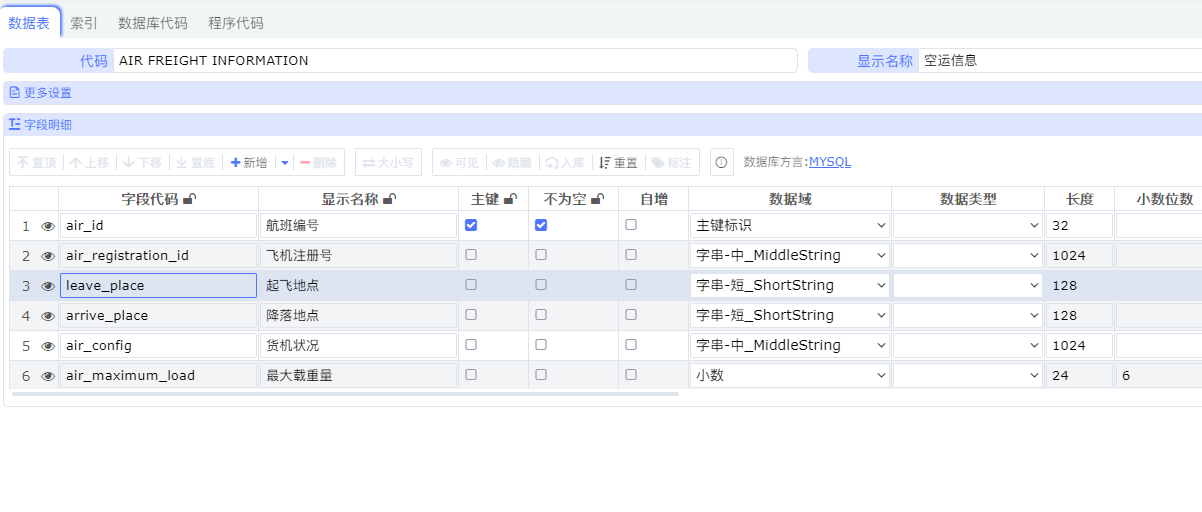 数据表 索引 数据库代码 程序代码
代码 AIR FREIGHT INFORMATION 显示名称 空运信息
更多设置
字段明细
置顶 上移 下移 置底 新增 删除 大小写 可见 隐藏 入库 重置 标注 数据库方言:MYSQL
字段代码 显示名称 主键 不为空 自增 数据域 数据类型 长度 小数位数
1 air_id 航班编号 主键标识 32
2 air_registration_id 飞机注册号 字串-中_MiddleString 1024
3 leave_place 起飞地点 字串-短_ShortString 128
4 arrive_place 降落地点 字串-短_ShortString 128
5 air_config 货机状况 字串-中_MiddleString 1024
6 air_maximum_load 最大载重量 小数 24 6